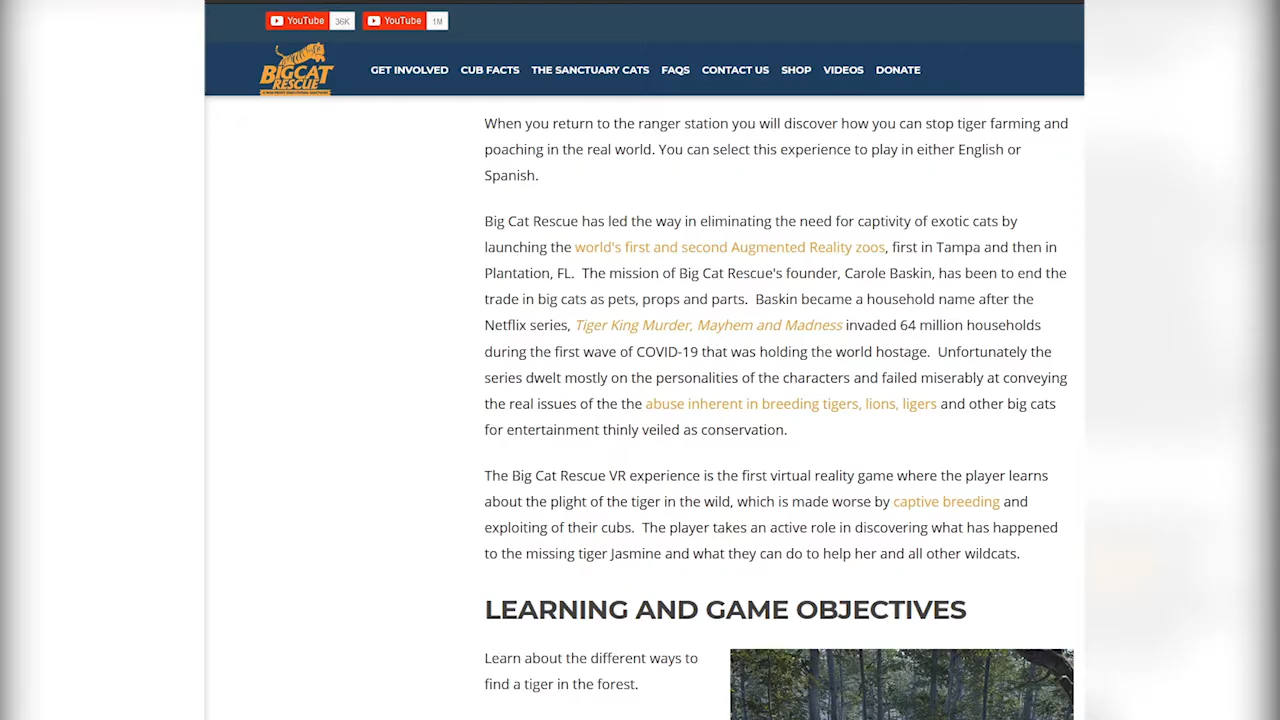 YouTube 36K YouTube 1M
BIGCAT
RESCUE
GET INVOLVED CUB FACTS THE SANCTUARY CATS FAQS CONTACT US SHOP VIDEOS DONATE
When you return to the ranger station you will discover how you can stop tiger farming and
poaching in the real world. You can select this experience to play in either English or
Spanish.
Big Cat Rescue has led the way in eliminating the need for captivity of exotic cats by
launching the world's first and second Augmented Reality zoos, first in Tampa and then in
Plantation, FL. The mission of Big Cat Rescue's founder, Carole Baskin, has been to end the
trade in big cats as pets, props and parts. Baskin became a household name after the
Netflix series, Tiger King Murder, Mayhem and Madness invaded 64 million households
during the first wave of COVID-19 that was holding the world hostage. Unfortunately the
series dwelt mostly on the personalities of the characters and failed miserably at conveying
the real issues of the the abuse inherent in breeding tigers, lions, ligers and other big cats
for entertainment thinly veiled as conservation.
The Big Cat Rescue VR experience is the first virtual reality game where the player learns
about the plight of the tiger in the wild, which is made worse by captive breeding and
exploiting of their cubs. The player takes an active role in discovering what has happened
to the missing tiger Jasmine and what they can do to help her and all other wildcats.
LEARNING AND GAME OBJECTIVES
Learn about the different ways to
find a tiger in the forest.